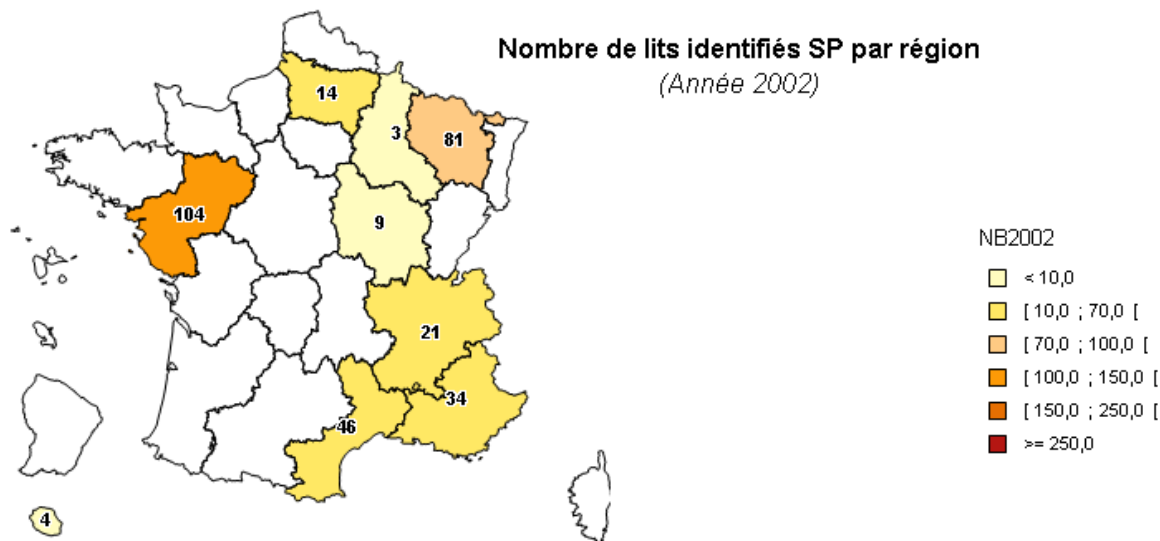 Nombre de lits identifiés SP par région
(Année 2002)
14
3
81
104
9
21
34
46
4
NB2002
< 10,0
[ 10,0 ; 70,0 [
[ 70,0 ; 100,0 [
[ 100,0 ; 150,0 [
[ 150,0 ; 250,0 [
>= 250,0